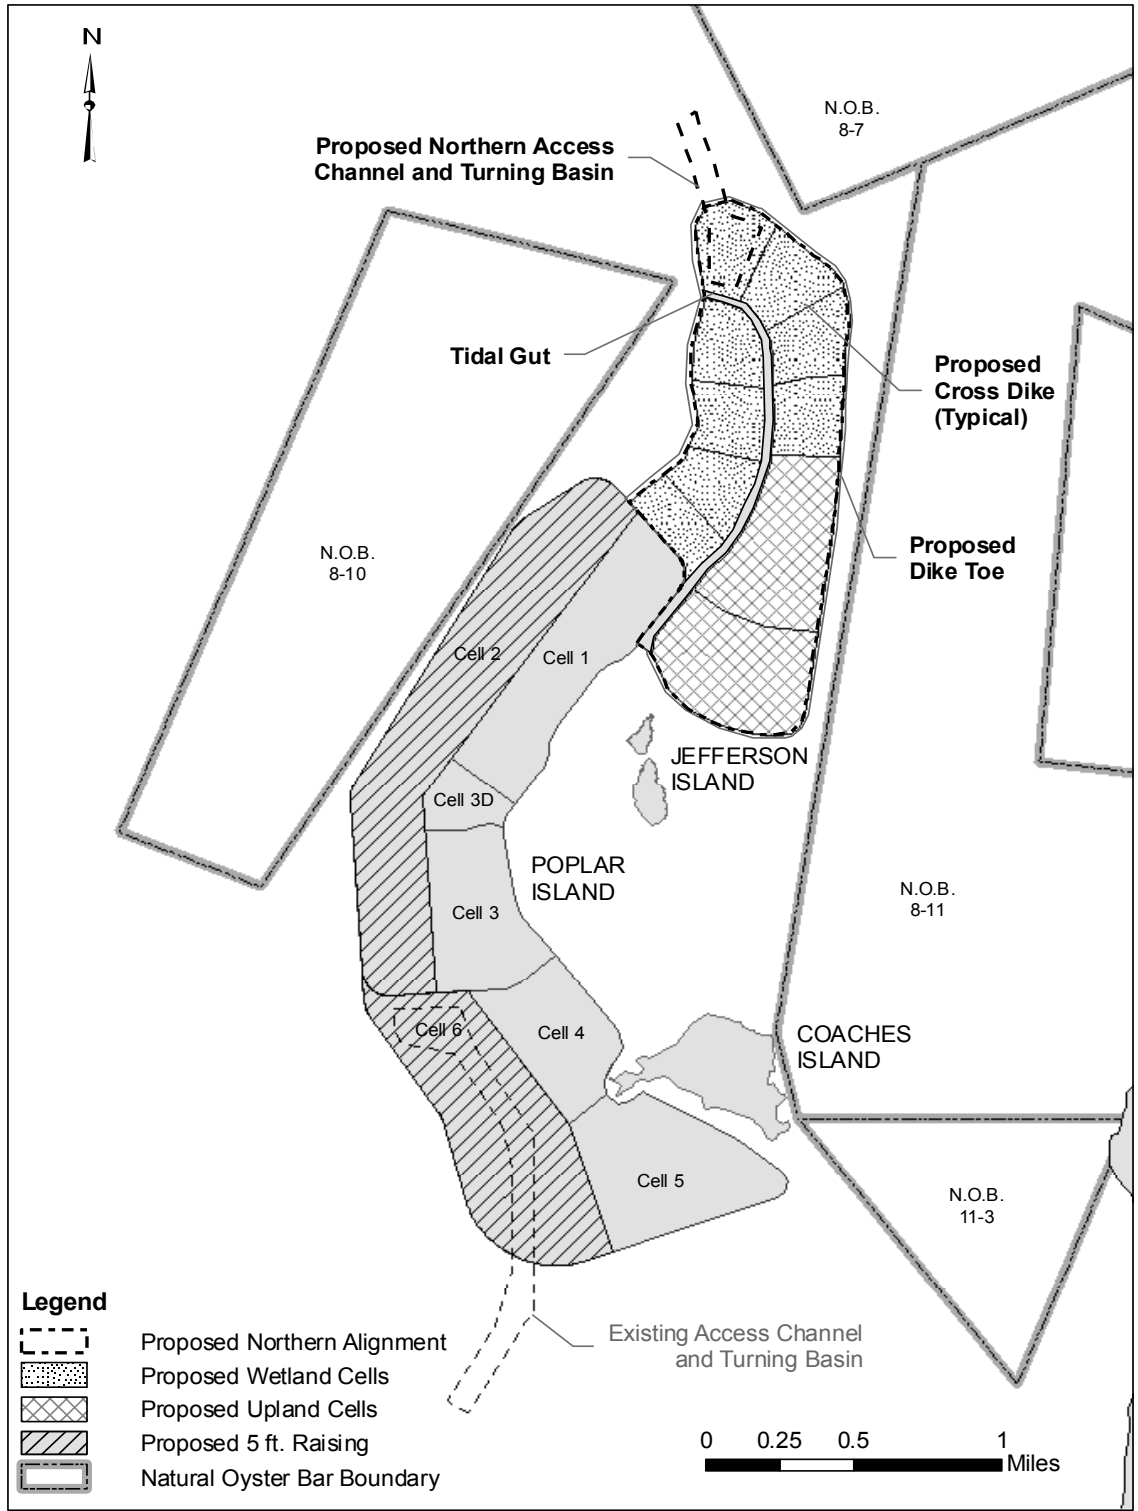 N
N.O.B.
8-7
Proposed Northern Access
Channel and Turning Basin
Tidal Gut
Proposed
Cross Dike
(Typical)
N.O.B.
8-10
Proposed
Dike Toe
Cell 2
Cell 1
JEFFERSON
ISLAND
Cell 3D
POPLAR
ISLAND
Cell 3
N.O.B.
8-11
Cell 6
Cell 4
COACHES
ISLAND
Cell 5
N.O.B.
11-3
Existing Access Channel
and Turning Basin
Legend
Proposed Northern Alignment
Proposed Wetland Cells
Proposed Upland Cells
Proposed 5 ft. Raising
Natural Oyster Bar Boundary
0 0.25 0.5 1
Miles